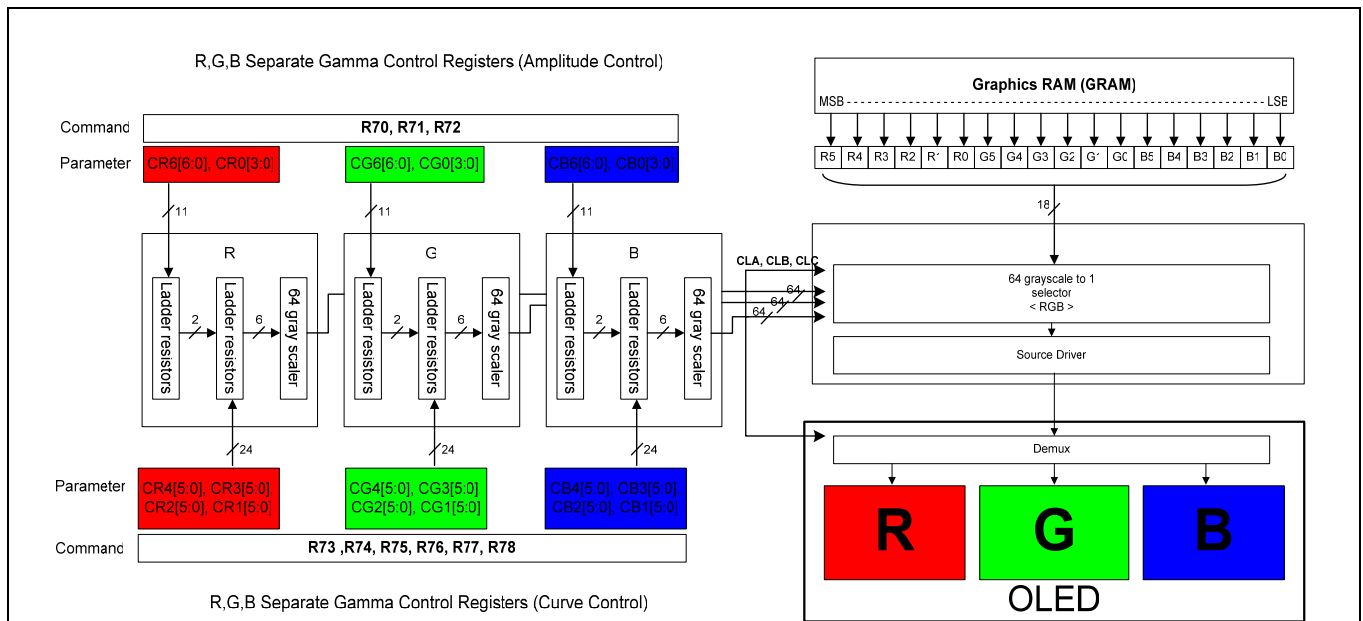 R,G,B Separate Gamma Control Registers (Amplitude Control)
Command
R70, R71, R72
Parameter
CR6[6:0], CR0[3:0]
CG6[6:0], CG0[3:0]
CB6[6:0], CB0[3:0]
11
11
11
R
G
B
Ladder resistors
2
Ladder resistors
6
64 gray scaler
Ladder resistors
2
Ladder resistors
6
64 gray scaler
Ladder resistors
2
Ladder resistors
6
64 gray scaler
24
24
24
Parameter
CR4[5:0], CR3[5:0],
CR2[5:0], CR1[5:0]
CG4[5:0], CG3[5:0],
CG2[5:0], CG1[5:0]
CB4[5:0], CB3[5:0],
CB2[5:0], CB1[5:0]
Command
R73 ,R74, R75, R76, R77, R78
R,G,B Separate Gamma Control Registers (Curve Control)
Graphics RAM (GRAM)
MSB LSB
R5 R4 R3 R2 R1 R0 G5 G4 G3 G2 G1 G0 B5 B4 B3 B2 B1 B0
18
CLA, CLB, CLC
64
64
64
64 grayscale to 1
selector
< RGB >
Source Driver
Demux
R
G
B
OLED